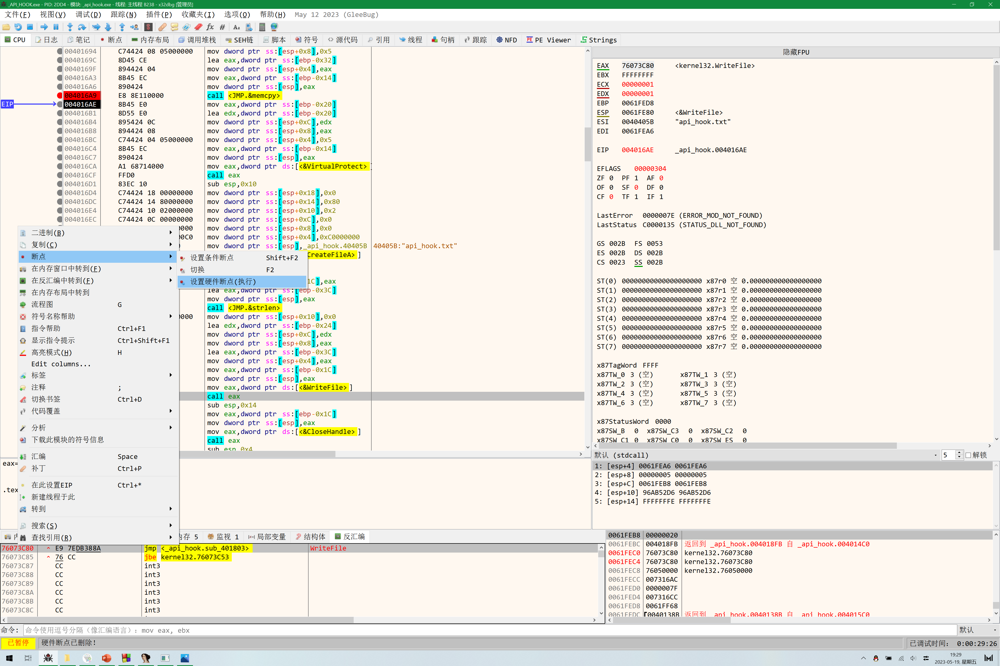 _API_HOOK.exe - PID: 2DD4 - 模块: _api_hook.exe - 线程: 主线程 B238 - x32dbg [管理员]
文件(F) 视图(V) 调试(D) 跟踪(N) 插件(P) 收藏夹(I) 选项(O) 帮助(H) May 12 2023 (GleeBug)
CPU 日志 笔记 断点 内存布局 调用堆栈 SEH链 脚本 符号 源代码 引用 线程 句柄 跟踪 NFD PE Viewer Strings
00401694 C74424 08 05000000 mov dword ptr ss:[esp+0x8],0x5
0040169C 8D45 CE lea eax,dword ptr ss:[ebp-0x32]
0040169F 894424 04 mov dword ptr ss:[esp+0x4],eax
004016A3 8B45 EC mov eax,dword ptr ss:[ebp-0x14]
004016A6 890424 mov dword ptr ss:[esp],eax
004016A9 E8 8E110000 call <JMP.&memcpy>
EIP 004016AE 8B45 E0 mov eax,dword ptr ss:[ebp-0x20]
004016B1 8D55 E0 lea edx,dword ptr ss:[ebp-0x20]
004016B4 895424 0C mov dword ptr ss:[esp+0xC],edx
004016B8 894424 08 mov dword ptr ss:[esp+0x8],eax
004016BC C74424 04 05000000 mov dword ptr ss:[esp+0x4],0x5
004016C4 8B45 EC mov eax,dword ptr ss:[ebp-0x14]
004016C7 890424 mov dword ptr ss:[esp],eax
004016CA A1 68714000 mov eax,dword ptr ds:[<&VirtualProtect>]
004016CF FFD0 call eax
004016D1 83EC 10 sub esp,0x10
004016D4 C74424 18 00000000 mov dword ptr ss:[esp+0x18],0x0
004016DC C74424 14 80000000 mov dword ptr ss:[esp+0x14],0x80
004016E4 C74424 10 02000000 mov dword ptr ss:[esp+0x10],0x2
004016EC C74424 0C 00000000 mov dword ptr ss:[esp+0xC],0x0
0000 mov dword ptr ss:[esp+0x8],0x0
00C0 mov dword ptr ss:[esp+0x4],0xC0000000
mov dword ptr ss:[esp],_api_hook.40405B 40405B:"api_hook.txt"
CreateFileA>]
1C],eax
lea eax,dword ptr ss:[ebp-0x3C]
mov dword ptr ss:[esp],eax
call <JMP.&strlen>
0000 mov dword ptr ss:[esp+0x10],0x0
lea edx,dword ptr ss:[ebp-0x24]
mov dword ptr ss:[esp+0xC],edx
mov dword ptr ss:[esp+0x8],eax
lea eax,dword ptr ss:[ebp-0x3C]
mov dword ptr ss:[esp+0x4],eax
mov eax,dword ptr ss:[ebp-0x1C]
mov dword ptr ss:[esp],eax
mov eax,dword ptr ds:[<&WriteFile>]
call eax
sub esp,0x14
mov eax,dword ptr ss:[ebp-0x1C]
mov dword ptr ss:[esp],eax
mov eax,dword ptr ds:[<&CloseHandle>]
call eax
sub esp,0x4
二进制(B)
复制(C)
断点
在内存窗口中转到(F)
在反汇编中转到(F)
在内存布局中转到
流程图 G
符号名称帮助
指令帮助 Ctrl+F1
显示指令提示 Ctrl+Shift+F1
高亮模式(H) H
Edit columns...
标签
注释 ;
切换书签 Ctrl+D
代码覆盖
分析
下载此模块的符号信息
汇编 Space
补丁 Ctrl+P
在此设置EIP Ctrl+*
新建线程于此
转到
搜索(S)
查找引用(R)
设置条件断点 Shift+F2
切换 F2
设置硬件断点(执行)
eax=
.tex
隐藏FPU
EAX 76073C80 <kernel32.WriteFile>
EBX FFFFFFFF
ECX 00000001
EDX 00000001
EBP 0061FED8
ESP 0061FE80 <&WriteFile>
ESI 0040405B "api_hook.txt"
EDI 0061FEA6
EIP 004016AE _api_hook.004016AE
EFLAGS 00000304
ZF 0 PF 1 AF 0
OF 0 SF 0 DF 0
CF 0 TF 1 IF 1
LastError 0000007E (ERROR_MOD_NOT_FOUND)
LastStatus C0000135 (STATUS_DLL_NOT_FOUND)
GS 002B FS 0053
ES 002B DS 002B
CS 0023 SS 002B
ST(0) 00000000000000000000 x87r0 空 0.000000000000000000
ST(1) 00000000000000000000 x87r1 空 0.000000000000000000
ST(2) 00000000000000000000 x87r2 空 0.000000000000000000
ST(3) 00000000000000000000 x87r3 空 0.000000000000000000
ST(4) 00000000000000000000 x87r4 空 0.000000000000000000
ST(5) 00000000000000000000 x87r5 空 0.000000000000000000
ST(6) 00000000000000000000 x87r6 空 0.000000000000000000
ST(7) 00000000000000000000 x87r7 空 0.000000000000000000
x87TagWord FFFF
x87TW_0 3 (空) x87TW_1 3 (空)
x87TW_2 3 (空) x87TW_3 3 (空)
x87TW_4 3 (空) x87TW_5 3 (空)
x87TW_6 3 (空) x87TW_7 3 (空)
x87StatusWord 0000
x87SW_B 0 x87SW_C3 0 x87SW_C2 0
x87SW_C1 0 x87SW_C0 0 x87SW_ES 0
默认 (stdcall) 5 解锁
1: [esp+4] 0061FEA6 0061FEA6
2: [esp+8] 00000005 00000005
3: [esp+C] 0061FEB8 0061FEB8
4: [esp+10] 96AB52D6 96AB52D6
5: [esp+14] FFFFFFFE FFFFFFFE
内存 5 监视 1 局部变量 结构体 反汇编
76073C80 E9 7EDB388A jmp <_api_hook.sub_401803> WriteFile
76073C85 76 CC jbe kernel32.76073C53
76073C87 CC int3
76073C88 CC int3
76073C89 CC int3
76073C8A CC int3
76073C8B CC int3
76073C8C CC int3
0061FEB8 00000020
0061FEBC 004018FB 返回到 _api_hook.004018FB 自 _api_hook.004014C0
0061FEC0 76073C80 kernel32.76073C80
0061FEC4 76073C80 kernel32.76073C80
0061FEC8 76050000 kernel32.76050000
0061FECC 007316AC
0061FED0 0000007F
0061FED4 007316CC
0061FED8 0061FF68
0061FEDC 0040138B 返回到 _api_hook.0040138B 自 _api_hook.004015C0
命令: 命令使用逗号分隔（像汇编语言）: mov eax, ebx 默认
已暂停 硬件断点已删除! 已调试时间: 0:00:29:26
19:29
2023-05-19, 星期五